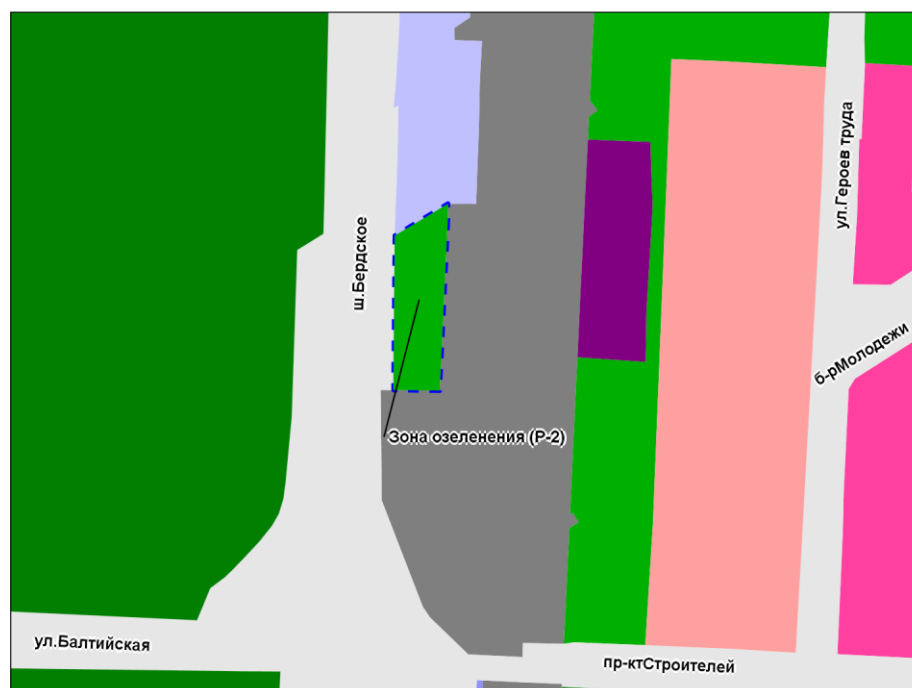 ул.Героев труда
ш.Бердское
б-рМолодежи
Зона озеленения (Р-2)
ул.Балтийская
пр-ктСтроителей